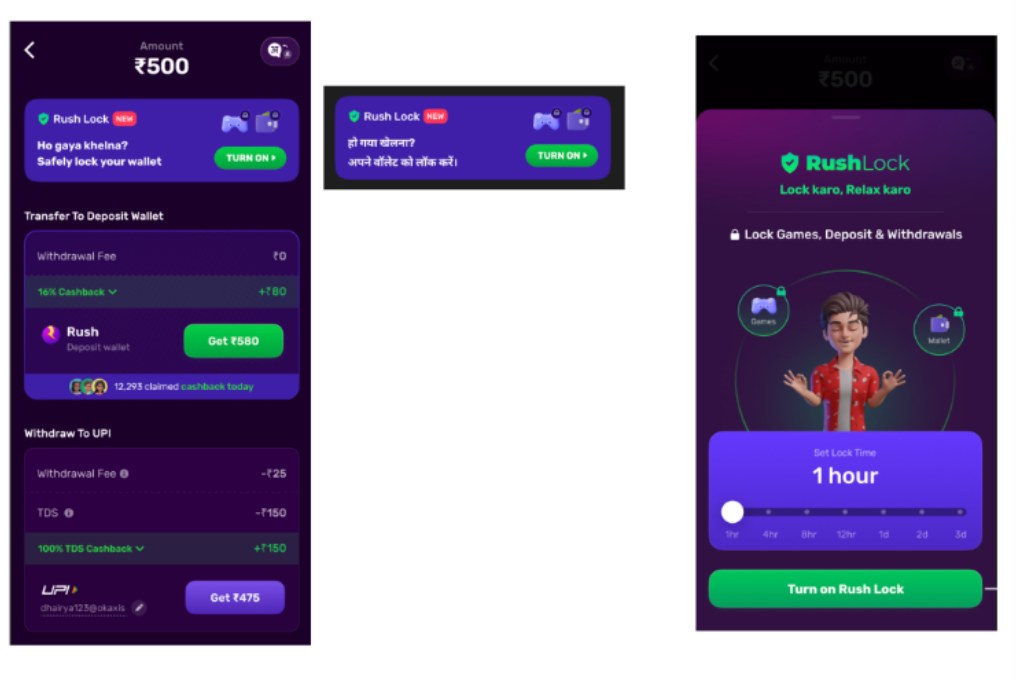 Amount
₹500
Rush Lock NEW
Ho gaya khelna?
Safely lock your wallet
TURN ON
Transfer To Deposit Wallet
Withdrawal Fee ₹0
16% Cashback +₹80
Rush
Deposit wallet
Get ₹580
12,293 claimed cashback today
Withdraw To UPI
Withdrawal Fee -₹25
TDS -₹150
100% TDS Cashback +₹150
UPI
dhairya123@okaxis
Get ₹475
Rush Lock NEW
हो गया खेलना?
अपने वॉलेट को लॉक करें।
TURN ON
Amount
₹500
RushLock
Lock karo, Relax karo
Lock Games, Deposit & Withdrawals
Games
Wallet
Set Lock Time
1 hour
1hr 4hr 8hr 12hr 1d 2d 3d
Turn on Rush Lock